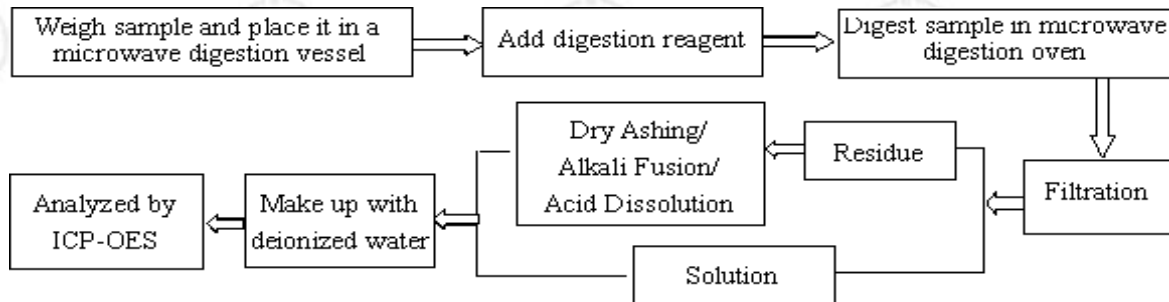 Weigh sample and place it in a
microwave digestion vessel
Add digestion reagent
Digest sample in microwave
digestion oven
Filtration
Residue
Solution
Dry Ashing/
Alkali Fusion/
Acid Dissolution
Make up with
deionized water
Analyzed by
ICP-OES